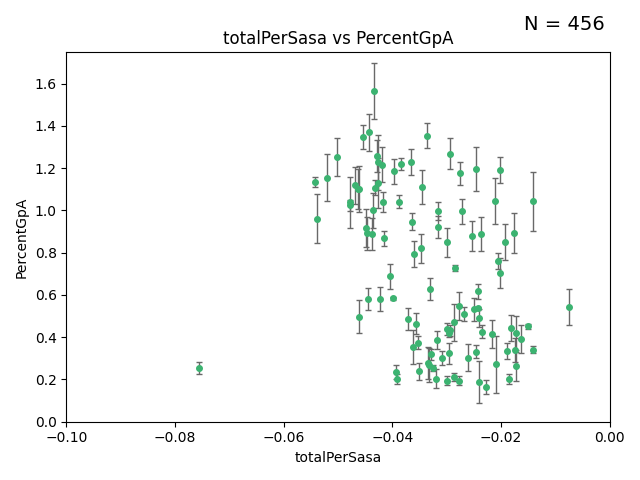 N = 456
totalPerSasa vs PercentGpA
PercentGpA
1.6
1.4
1.2
1.0
0.8
0.6
0.4
0.2
0.0
−0.10 −0.08 −0.06 −0.04 −0.02 0.00
totalPerSasa